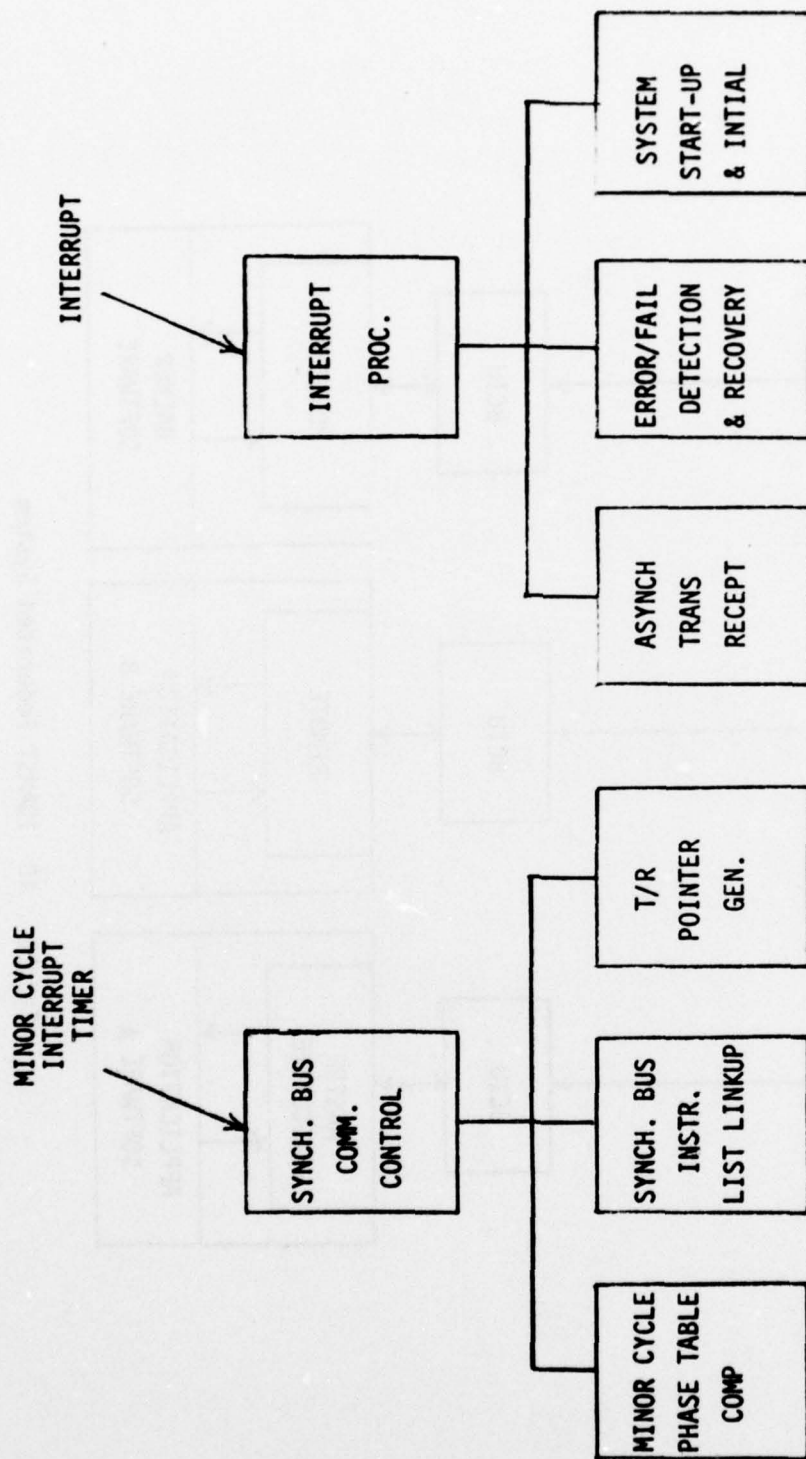 MINOR CYCLE
INTERRUPT
TIMER
INTERRUPT
SYNCH. BUS
COMM.
CONTROL
INTERRUPT
PROC.
MINOR CYCLE
PHASE TABLE
COMP
SYNCH. BUS
INSTR.
LIST LINKUP
T/R
POINTER
GEN.
ASYNCH
TRANS
RECEPT
ERROR/FAIL
DETECTION
& RECOVERY
SYSTEM
START-UP
& INTIAL